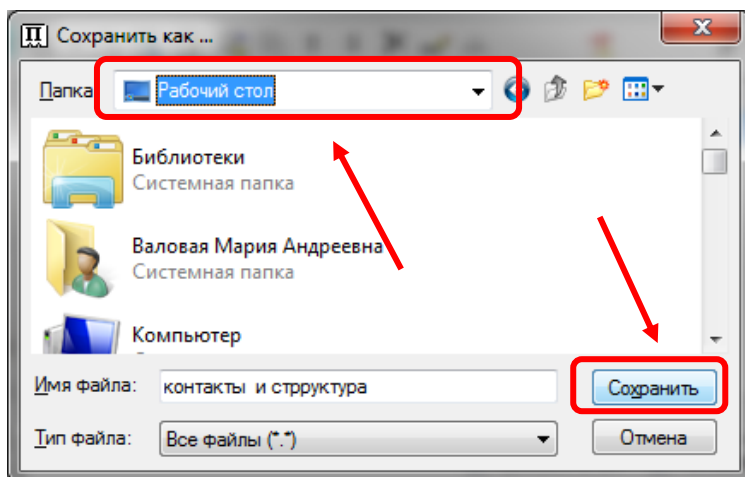 Сохранить как ...
Папка
Рабочий стол
Библиотеки
Системная папка
Валовая Мария Андреевна
Системная папка
Компьютер
Имя файла: контакты и стрруктура
Сохранить
Тип файла: Все файлы (*.*)
Отмена